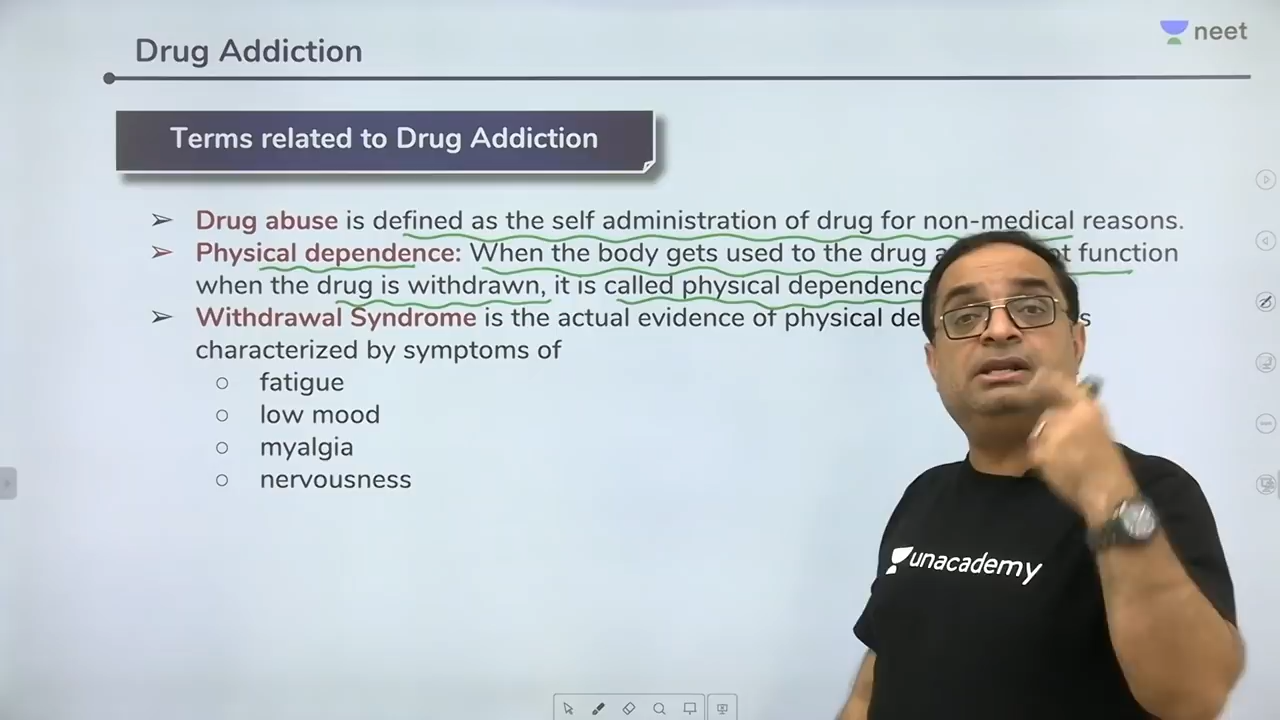 neet
Drug Addiction
Terms related to Drug Addiction
➢ Drug abuse is defined as the self administration of drug for non-medical reasons.
➢ Physical dependence: When the body gets used to the drug function
when the drug is withdrawn, it is called physical
➢ Withdrawal Syndrome is the actual evidence of physical
characterized by symptoms of
○ fatigue
○ low mood
○ myalgia
○ nervousness
unacademy